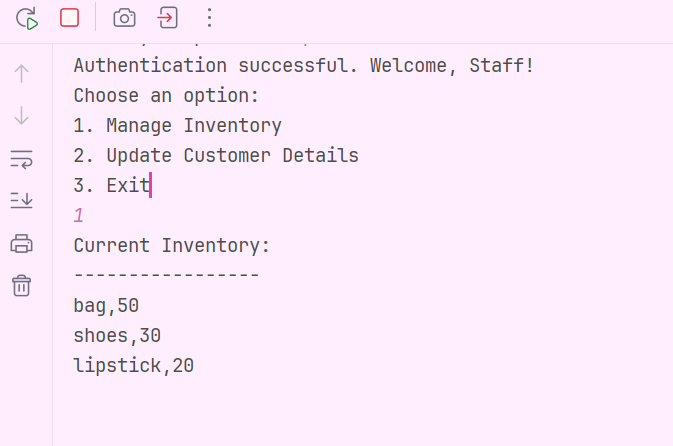 Authentication successful. Welcome, Staff!
Choose an option:
1. Manage Inventory
2. Update Customer Details
3. Exit
1
Current Inventory:
-----------------
bag,50
shoes,30
lipstick,20